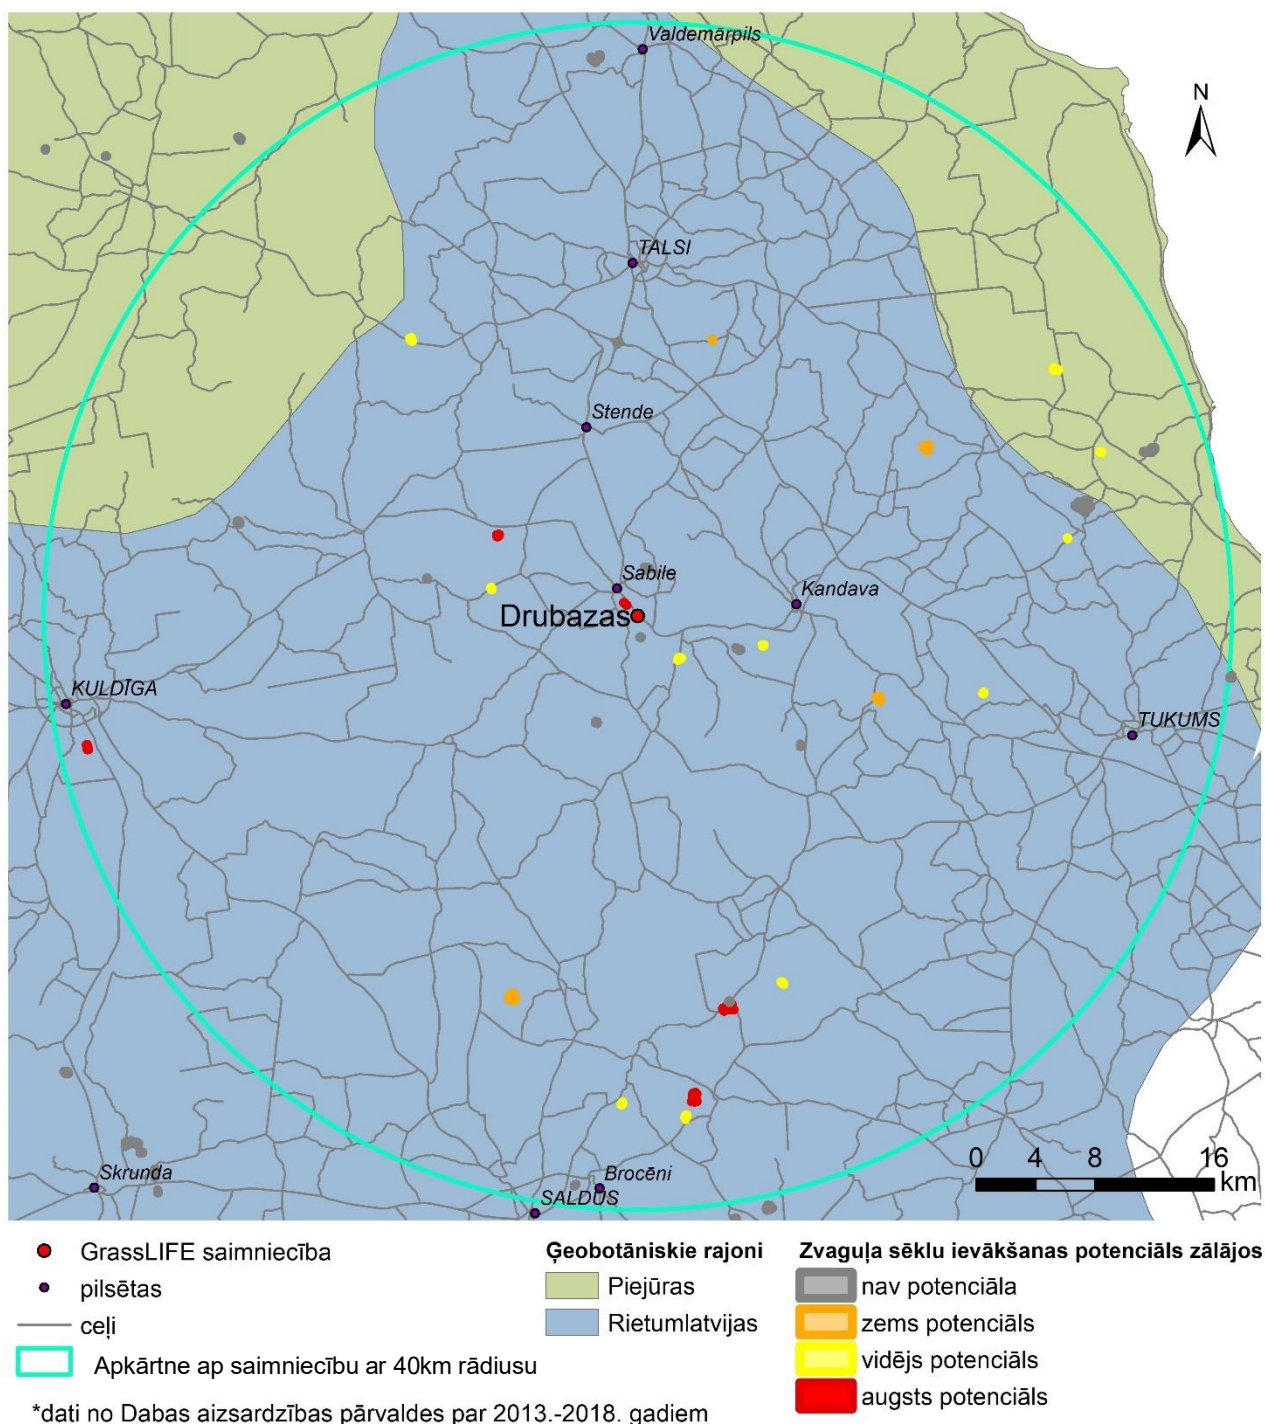 Valdemārpils
N
TALSI
Stende
Sabile
Kandava
Drubazas
KULDĪGA
TUKUMS
Skrunda
Brocēni
SALDUS
0 4 8 16
km
GrassLIFE saimniecība
pilsētas
ceļi
Apkārtne ap saimniecību ar 40km rādiusu
Ģeobotāniskie rajoni
Piejūras
Rietumlatvijas
Zvaguļa sēklu ievākšanas potenciāls zālājos
nav potenciāla
zems potenciāls
vidējs potenciāls
augsts potenciāls
*dati no Dabas aizsardzības pārvaldes par 2013.-2018. gadiem